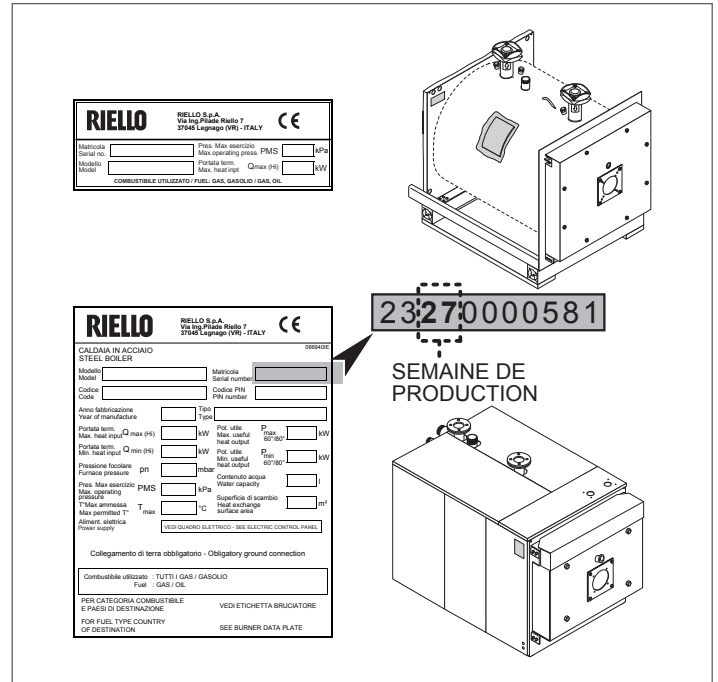 RIELLO
RIELLO S.p.A.
Via Ing.Pilade Riello 7
37045 Legnago (VR) - ITALY
CE
Matricola
Serial no.
Pres. Max esercizio
Max.operating press. PMS kPa
Modello
Model
Portata term.
Max. heat inpt Qmax (Hi) kW
COMBUSTIBILE UTILIZZATO / FUEL: GAS, GASOLIO / GAS, OIL
RIELLO
RIELLO S.p.A.
Via Ing.Pilade Riello 7
37045 Legnago (VR) - ITALY
CE
23270000581
SEMAINE DE
PRODUCTION
CALDAIA IN ACCIAIO
STEEL BOILER
066940IE
Modello
Model
Matricola
Serial number
Codice
Code
Codice PIN
PIN number
Anno fabbricazione
Year of manufacture
Tipo
Type
Portata term.
Max. heat input Q max (Hi) kW
Pot. utile
Max. useful
heat output
P max
60°/80° kW
Portata term.
Min. heat input Q min (Hi) kW
Pot. utile
Min. useful
heat output
P min
60°/80° kW
Pressione focolare
Furnace pressure pn mbar
Contenuto acqua
Water capacity l
Pres. Max esercizio
Max. operating
pressure PMS kPa
Superficie di scambio
Heat exchange
surface area m²
T°Max ammessa
Max permitted T° T max °C
Aliment. elettrica
Power supply
VEDI QUADRO ELETTRICO - SEE ELECTRIC CONTROL PANEL
Collegamento di terra obbligatorio - Obligatory ground connection
Combustibile utilizzato : TUTTI I GAS / GASOLIO
Fuel : GAS / OIL
PER CATEGORIA COMBUSTIBILE
E PAESI DI DESTINAZIONE
VEDI ETICHETTA BRUCIATORE
FOR FUEL TYPE COUNTRY
OF DESTINATION
SEE BURNER DATA PLATE